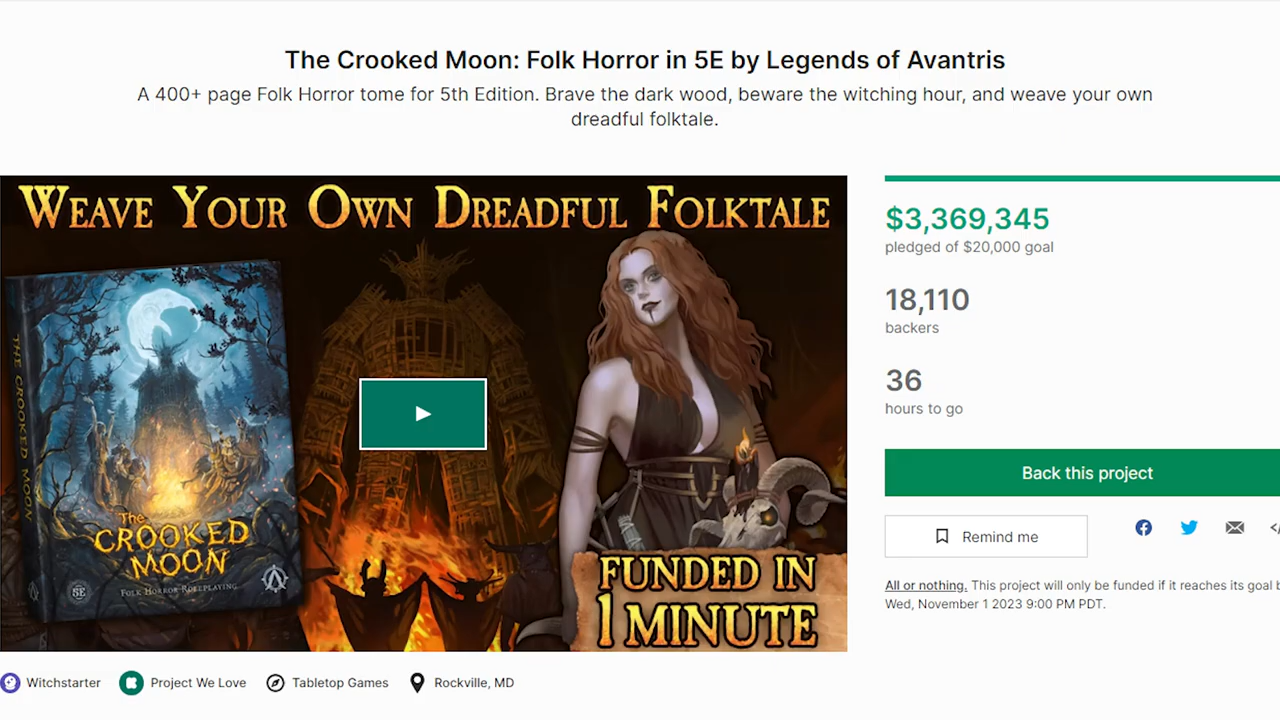 The Crooked Moon: Folk Horror in 5E by Legends of Avantris
A 400+ page Folk Horror tome for 5th Edition. Brave the dark wood, beware the witching hour, and weave your own
dreadful folktale.
WEAVE YOUR OWN DREADFUL FOLKTALE
THE CROOKED MOON
The
CROOKED
MOON
5E
FOLK HORROR ROLEPLAYING
FUNDED IN
1 MINUTE
$3,369,345
pledged of $20,000 goal
18,110
backers
36
hours to go
Back this project
Remind me
All or nothing. This project will only be funded if it reaches its goal b
Wed, November 1 2023 9:00 PM PDT.
Witchstarter
Project We Love
Tabletop Games
Rockville, MD